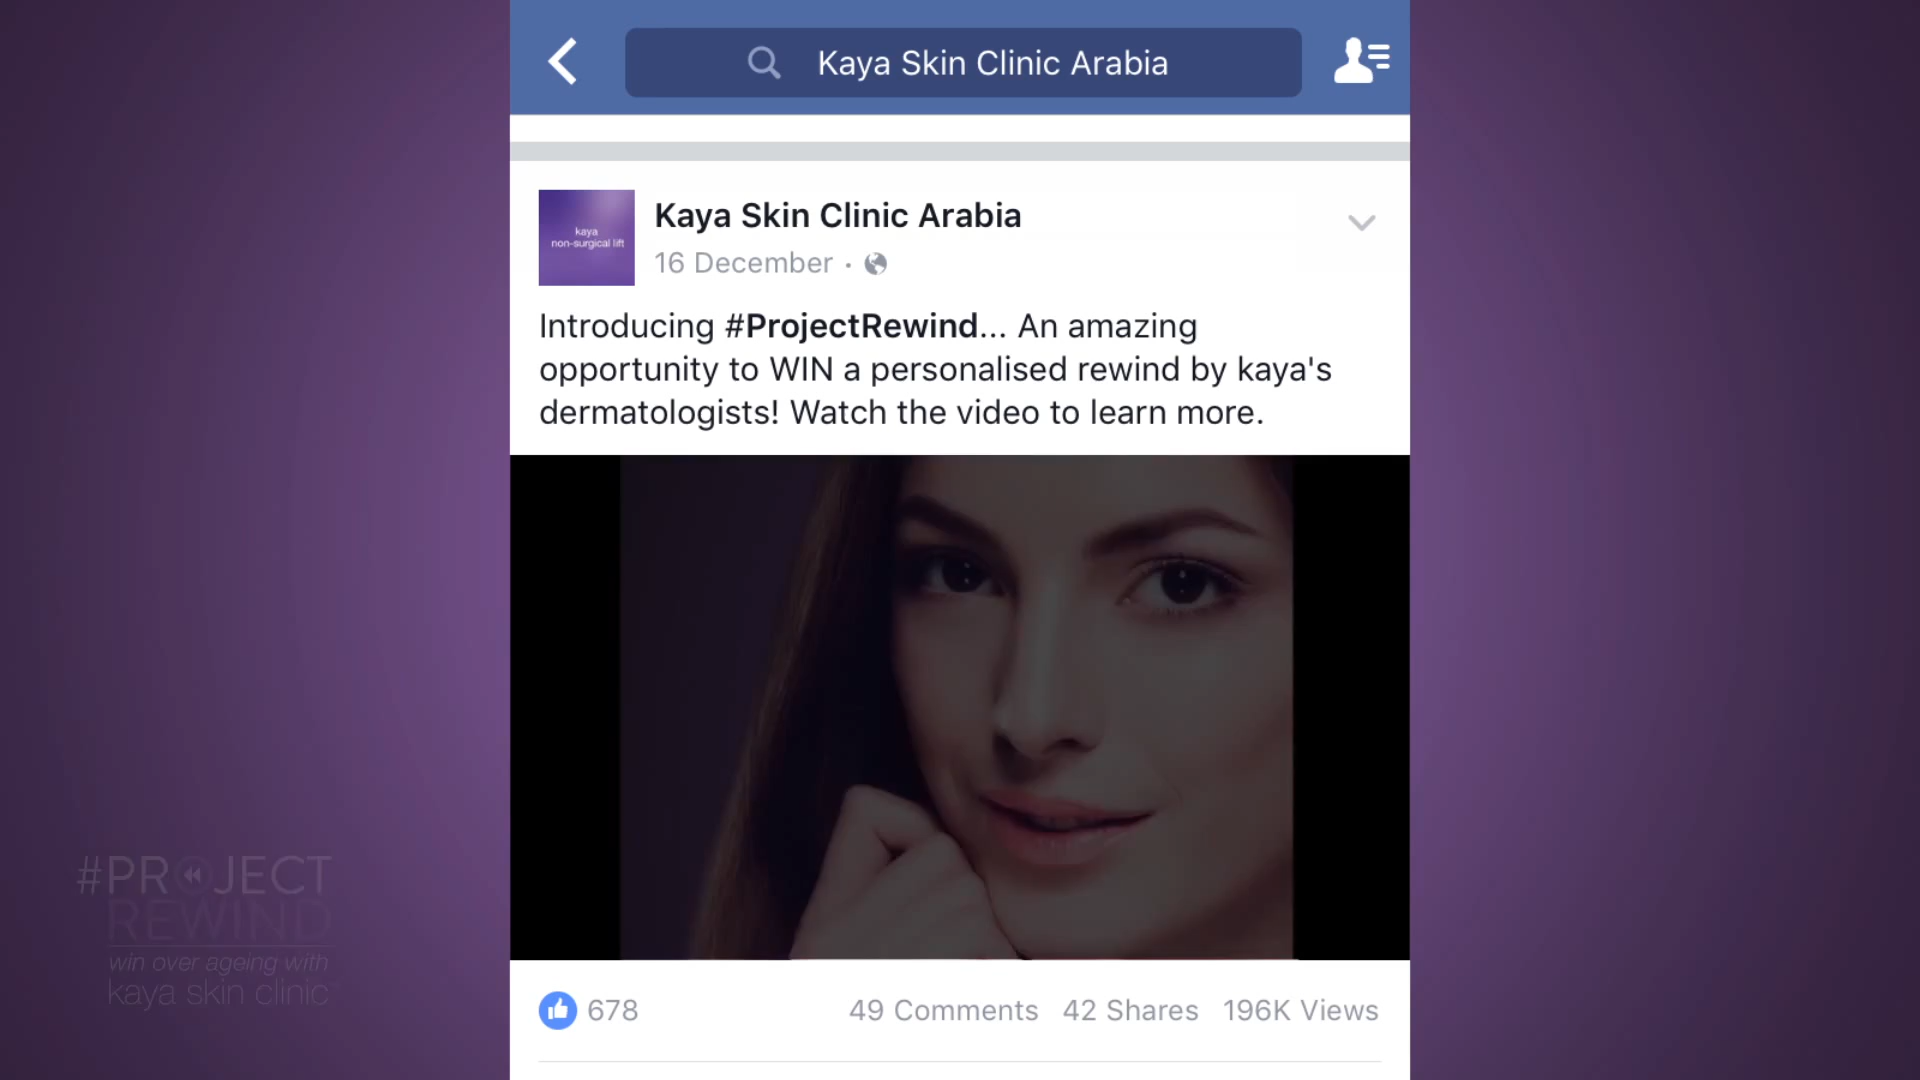 Kaya Skin Clinic Arabia
kaya
non-surgical lift
Kaya Skin Clinic Arabia
16 December ·
Introducing #ProjectRewind... An amazing
opportunity to WIN a personalised rewind by kaya's
dermatologists! Watch the video to learn more.
678 49 Comments 42 Shares 196K Views
#PROJECT
REWIND
win over ageing with
kaya skin clinic